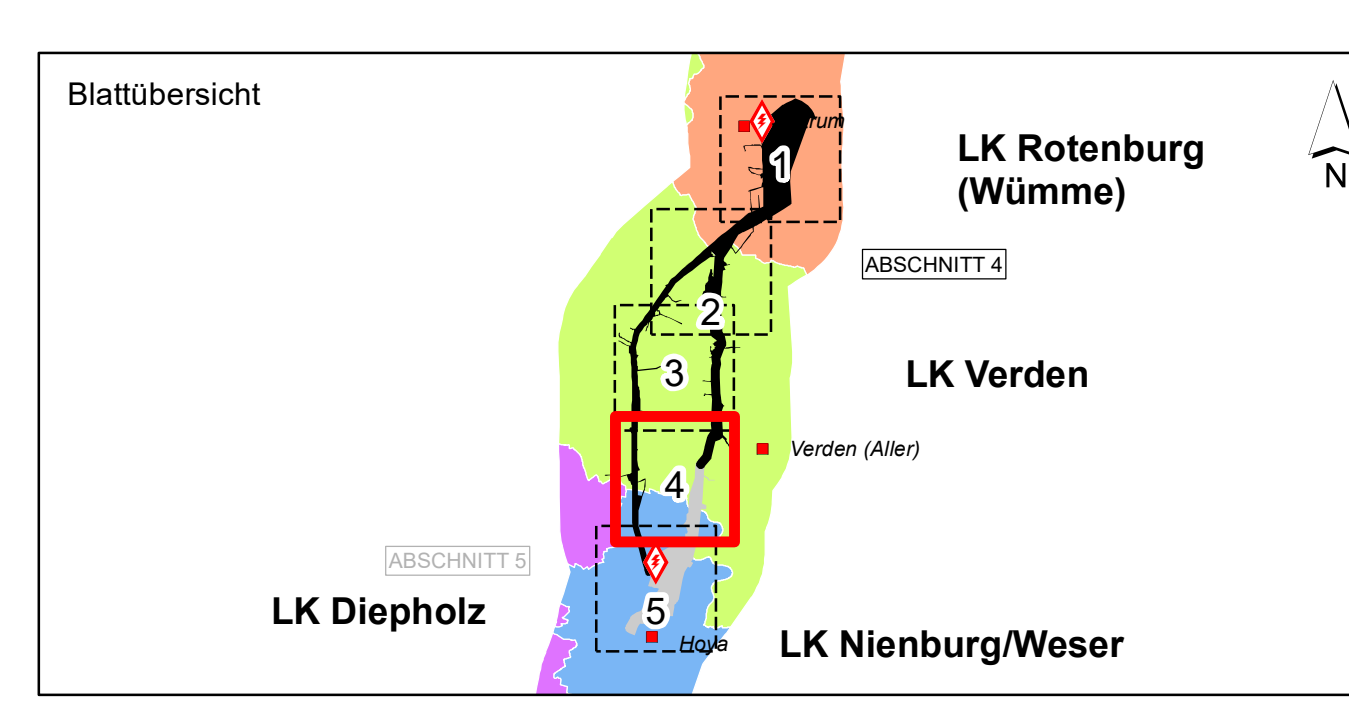 Blattübersicht
1
LK Rotenburg
(Wümme)
N
ABSCHNITT 4
2
3
LK Verden
Verden (Aller)
4
ABSCHNITT 5
LK Diepholz
5
Hoya
LK Nienburg/Weser